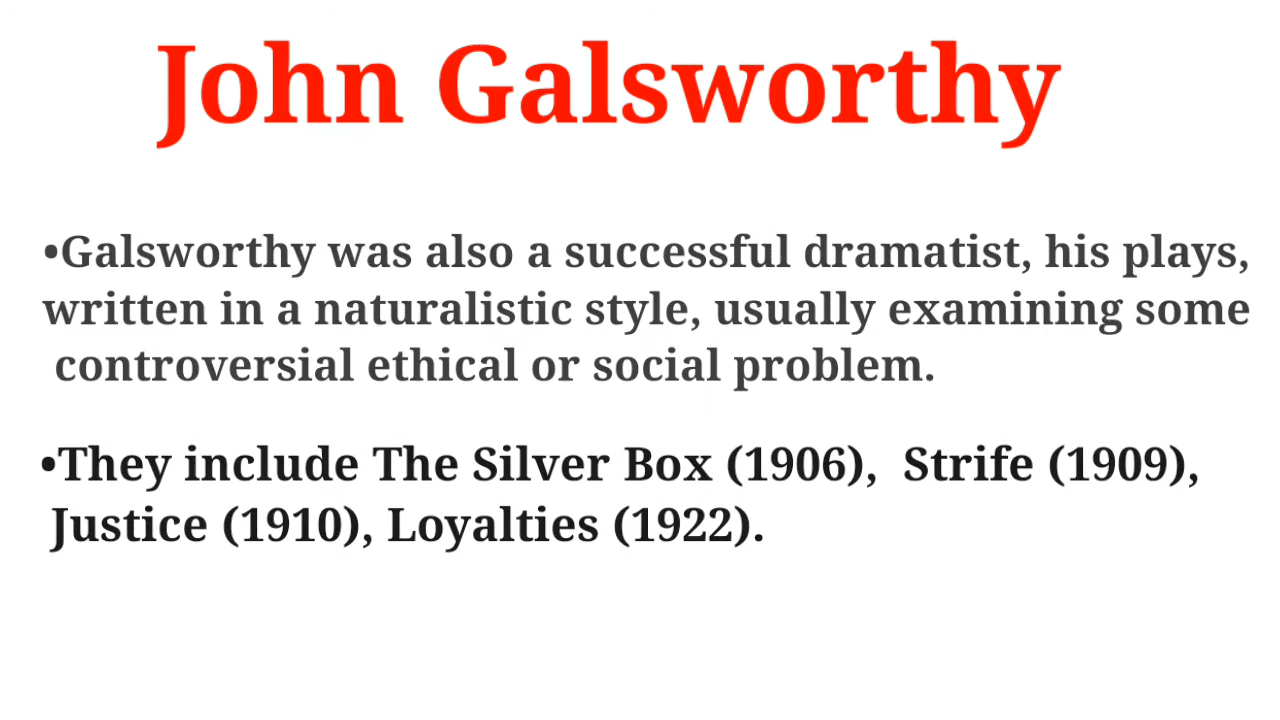 John Galsworthy
•Galsworthy was also a successful dramatist, his plays,
written in a naturalistic style, usually examining some
controversial ethical or social problem.
•They include The Silver Box (1906), Strife (1909),
Justice (1910), Loyalties (1922).